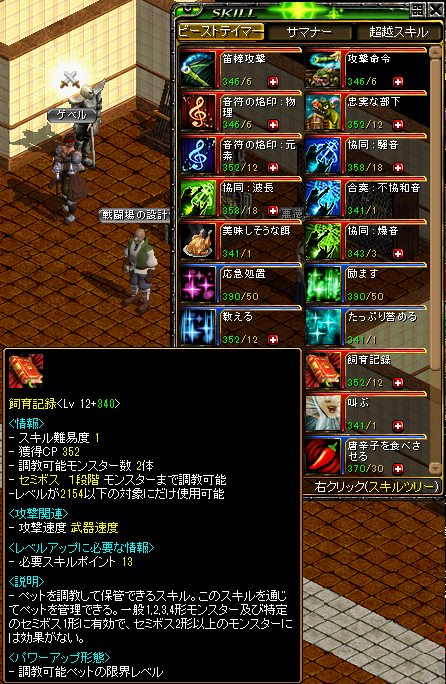 SKILL
ビーストテイマー サマナー 超越スキル
笛棒攻撃
346/6
攻撃命令
346/6
音符の烙印:物理
346/6
忠実な部下
352/12
音符の烙印:元素
352/12
協同:騒音
358/18
協同:波長
358/18
合奏:不協和音
341/1
美味しそうな餌
341/1
協同:爆音
343/3
応急処置
390/50
励ます
390/50
教える
352/12
たっぷり誉める
341/1
飼育記録
352/12
叫ぶ
341/1
唐辛子を食べさせる
370/30
右クリック(スキルツリー)
ゲベル
戦闘場の設計
飼育記録<Lv 12+340>
<情報>
- スキル難易度 1
- 獲得CP 352
- 調教可能モンスター数 2体
- セミボス 1段階 モンスターまで調教可能
-レベルが2154以下の対象にだけ使用可能
<攻撃関連>
- 攻撃速度 武器速度
<レベルアップに必要な情報>
- 必要スキルポイント 13
<説明>
- ペットを調教して保管できるスキル。このスキルを通じ
てペットを管理できる。一般1,2,3,4形モンスター及び特定
のセミボス1形に有効で、セミボス2形以上のモンスターに
は効果がない。
<パワーアップ形態>
- 調教可能ペットの限界レベル